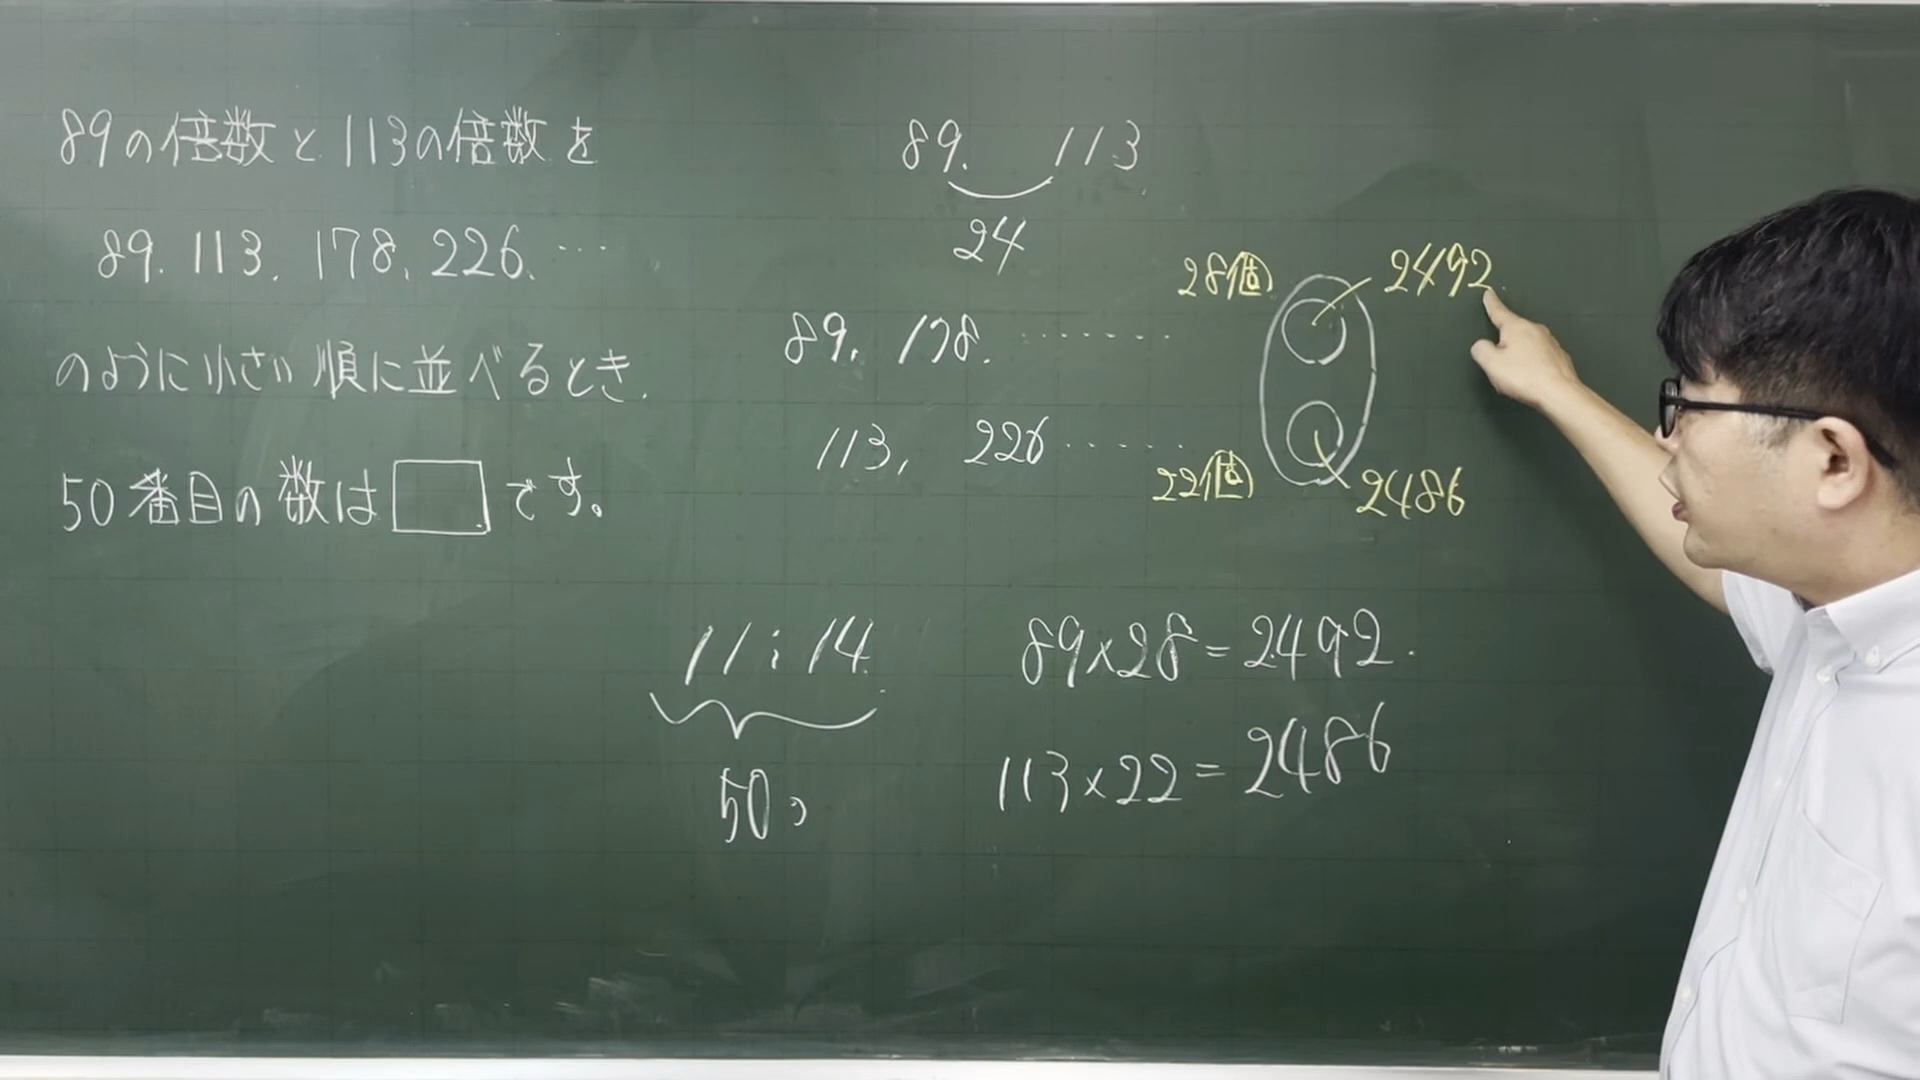 89の倍数と113の倍数を
89. 113. 178. 226. ‥‥
のように小さい順に並べるとき.
50番目の数は□です。
89. 113
24
89. 178. ‥‥‥‥
113, 226 ‥‥‥
28個 2492
22個 2486
11:14
50コ
89×28=2492.
113×22=2486